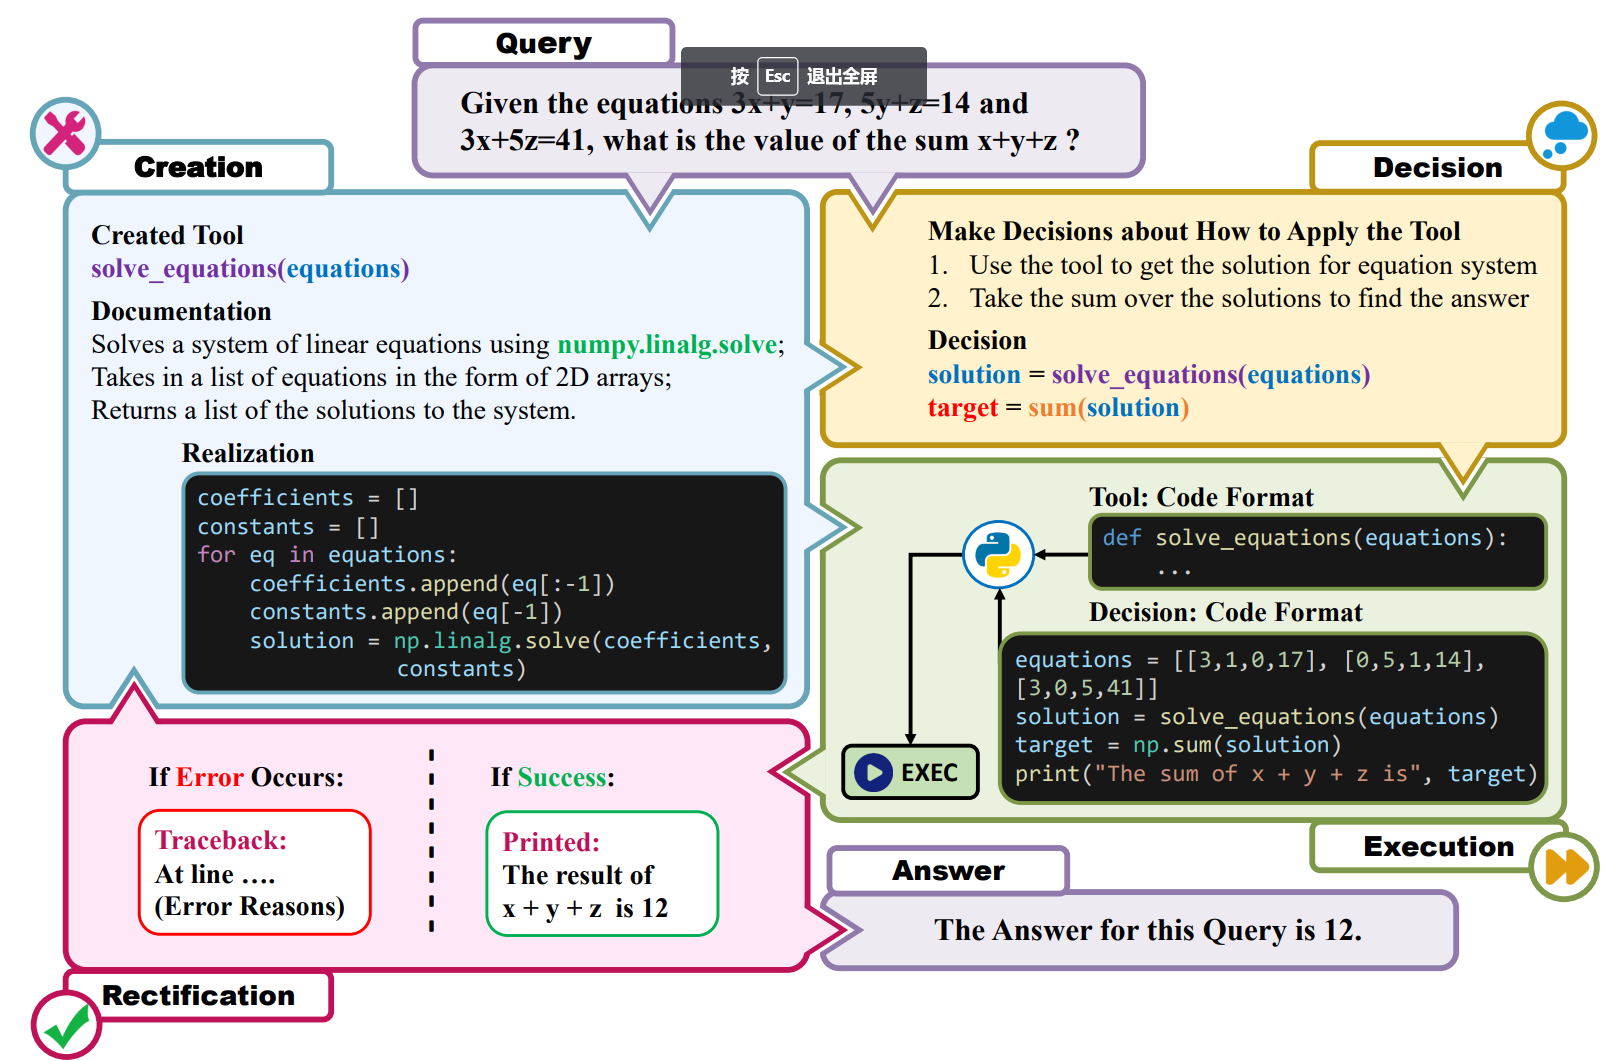 Query
按 Esc 退出全屏
Given the equations 3x+y=17, 5y+z=14 and
3x+5z=41, what is the value of the sum x+y+z ?
Creation
Created Tool
solve_equations(equations)
Documentation
Solves a system of linear equations using numpy.linalg.solve;
Takes in a list of equations in the form of 2D arrays;
Returns a list of the solutions to the system.
Realization
coefficients = []
constants = []
for eq in equations:
    coefficients.append(eq[:-1])
    constants.append(eq[-1])
    solution = np.linalg.solve(coefficients,
               constants)
Decision
Make Decisions about How to Apply the Tool
1. Use the tool to get the solution for equation system
2. Take the sum over the solutions to find the answer
Decision
solution = solve_equations(equations)
target = sum(solution)
Tool: Code Format
def solve_equations(equations):
    ...
Decision: Code Format
equations = [[3,1,0,17], [0,5,1,14],
[3,0,5,41]]
solution = solve_equations(equations)
target = np.sum(solution)
print("The sum of x + y + z is", target)
EXEC
Execution
If Error Occurs:
Traceback:
At line ….
(Error Reasons)
If Success:
Printed:
The result of
x + y + z is 12
Rectification
Answer
The Answer for this Query is 12.